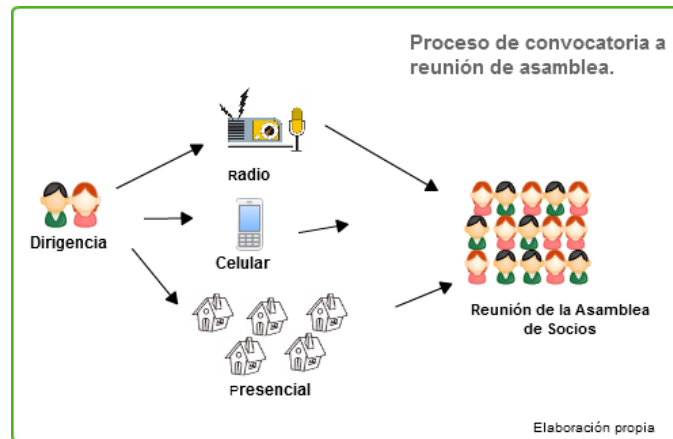 Proceso de convocatoria a
reunión de asamblea.
Radio
Dirigencia
Celular
Presencial
Reunión de la Asamblea
de Socios
Elaboración propia